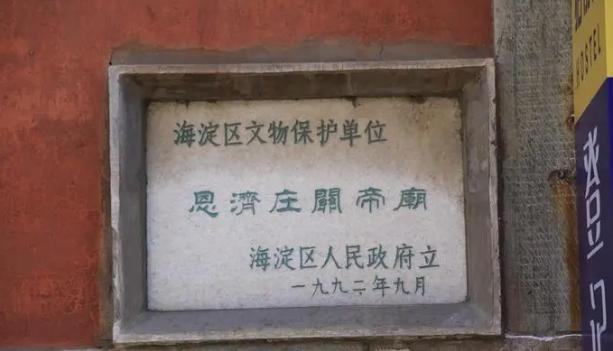 海淀区文物保护单位
恩濟庄關帝廟
海淀区人民政府立
一九九二年九月
HOSTEL